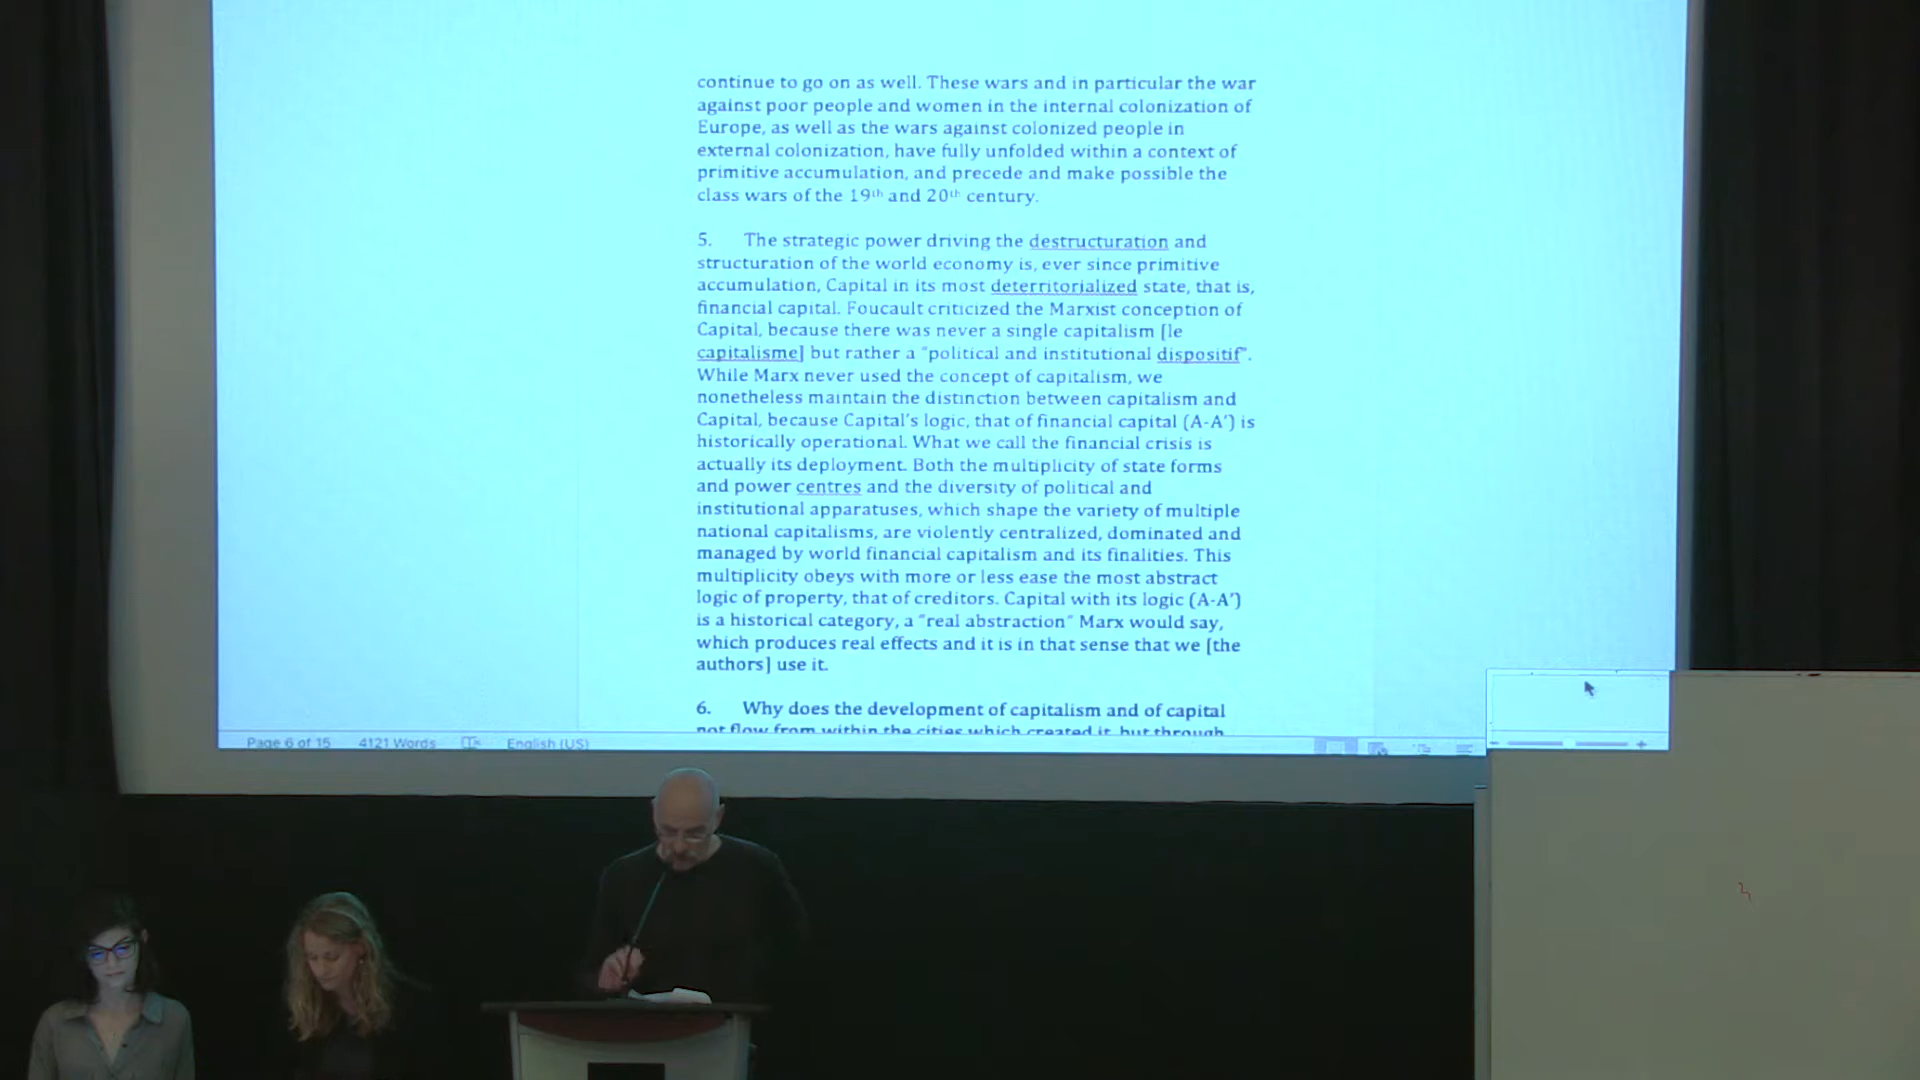 continue to go on as well. These wars and in particular the war
against poor people and women in the internal colonization of
Europe, as well as the wars against colonized people in
external colonization, have fully unfolded within a context of
primitive accumulation, and precede and make possible the
class wars of the 19th and 20th century.
5. The strategic power driving the destructuration and
structuration of the world economy is, ever since primitive
accumulation, Capital in its most deterritorialized state, that is,
financial capital. Foucault criticized the Marxist conception of
Capital, because there was never a single capitalism [le
capitalisme] but rather a "political and institutional dispositif".
While Marx never used the concept of capitalism, we
nonetheless maintain the distinction between capitalism and
Capital, because Capital's logic, that of financial capital (A-A') is
historically operational. What we call the financial crisis is
actually its deployment. Both the multiplicity of state forms
and power centres and the diversity of political and
institutional apparatuses, which shape the variety of multiple
national capitalisms, are violently centralized, dominated and
managed by world financial capitalism and its finalities. This
multiplicity obeys with more or less ease the most abstract
logic of property, that of creditors. Capital with its logic (A-A')
is a historical category, a "real abstraction" Marx would say,
which produces real effects and it is in that sense that we [the
authors] use it.
6. Why does the development of capitalism and of capital
not flow from within the cities which created it, but through
Page 6 of 15 4121 Words English (US)